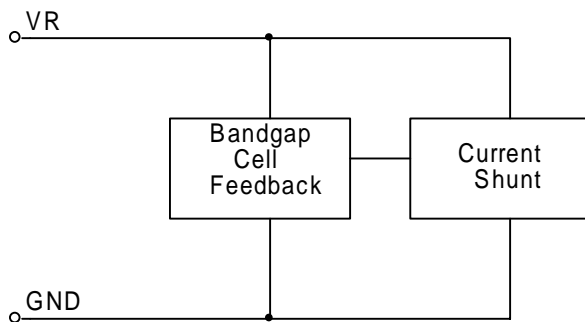 VR
Bandgap
Cell
Feedback
Current
Shunt
GND